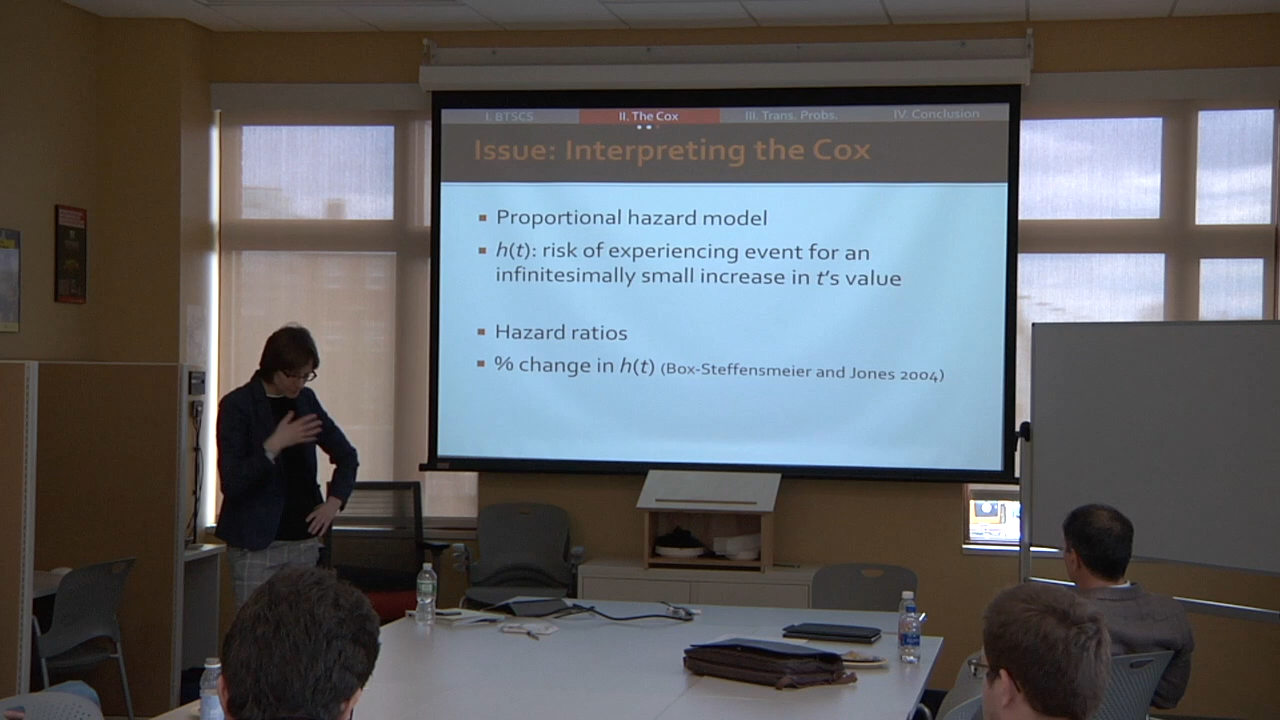 I. BTSCS II. The Cox III. Trans. Probs. IV. Conclusion
Issue: Interpreting the Cox
Proportional hazard model
h(t): risk of experiencing event for an
infinitesimally small increase in t's value
Hazard ratios
% change in h(t) (Box-Steffensmeier and Jones 2004)